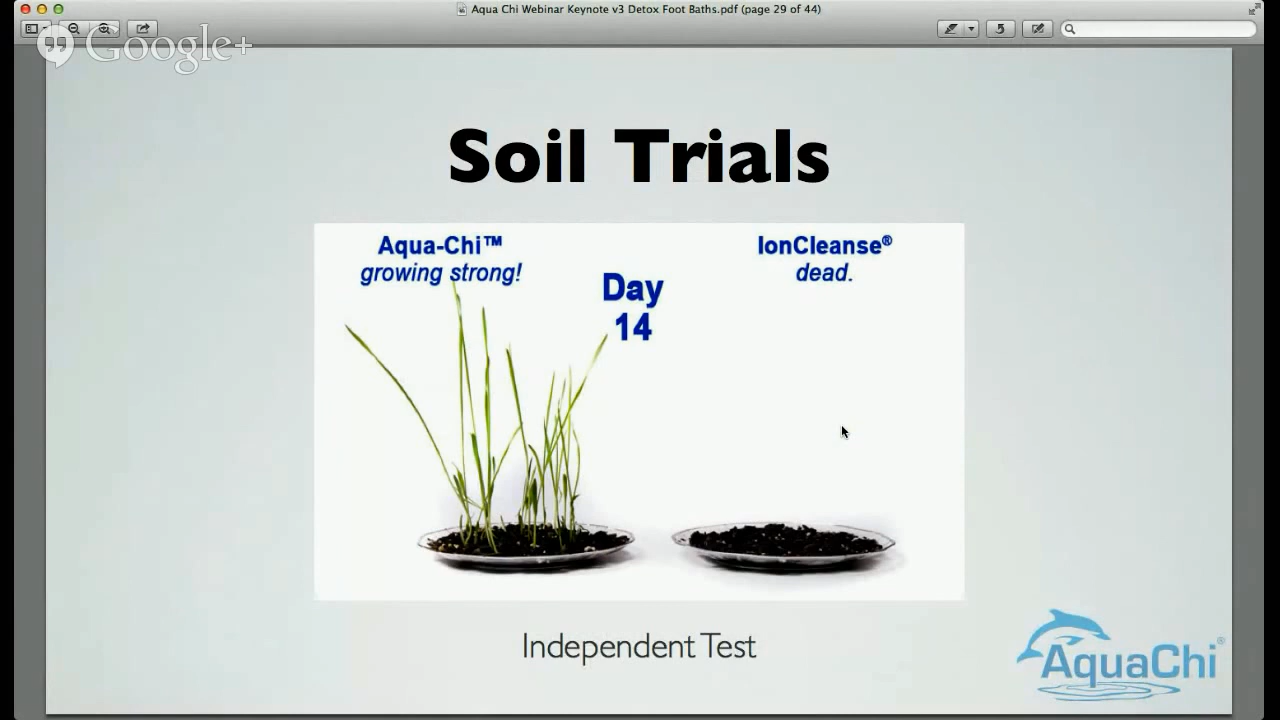 Aqua Chi Webinar Keynote v3 Detox Foot Baths.pdf (page 29 of 44)
Google+
Soil Trials
Aqua-Chi™
growing strong!
IonCleanse®
dead.
Day
14
Independent Test
AquaChi®